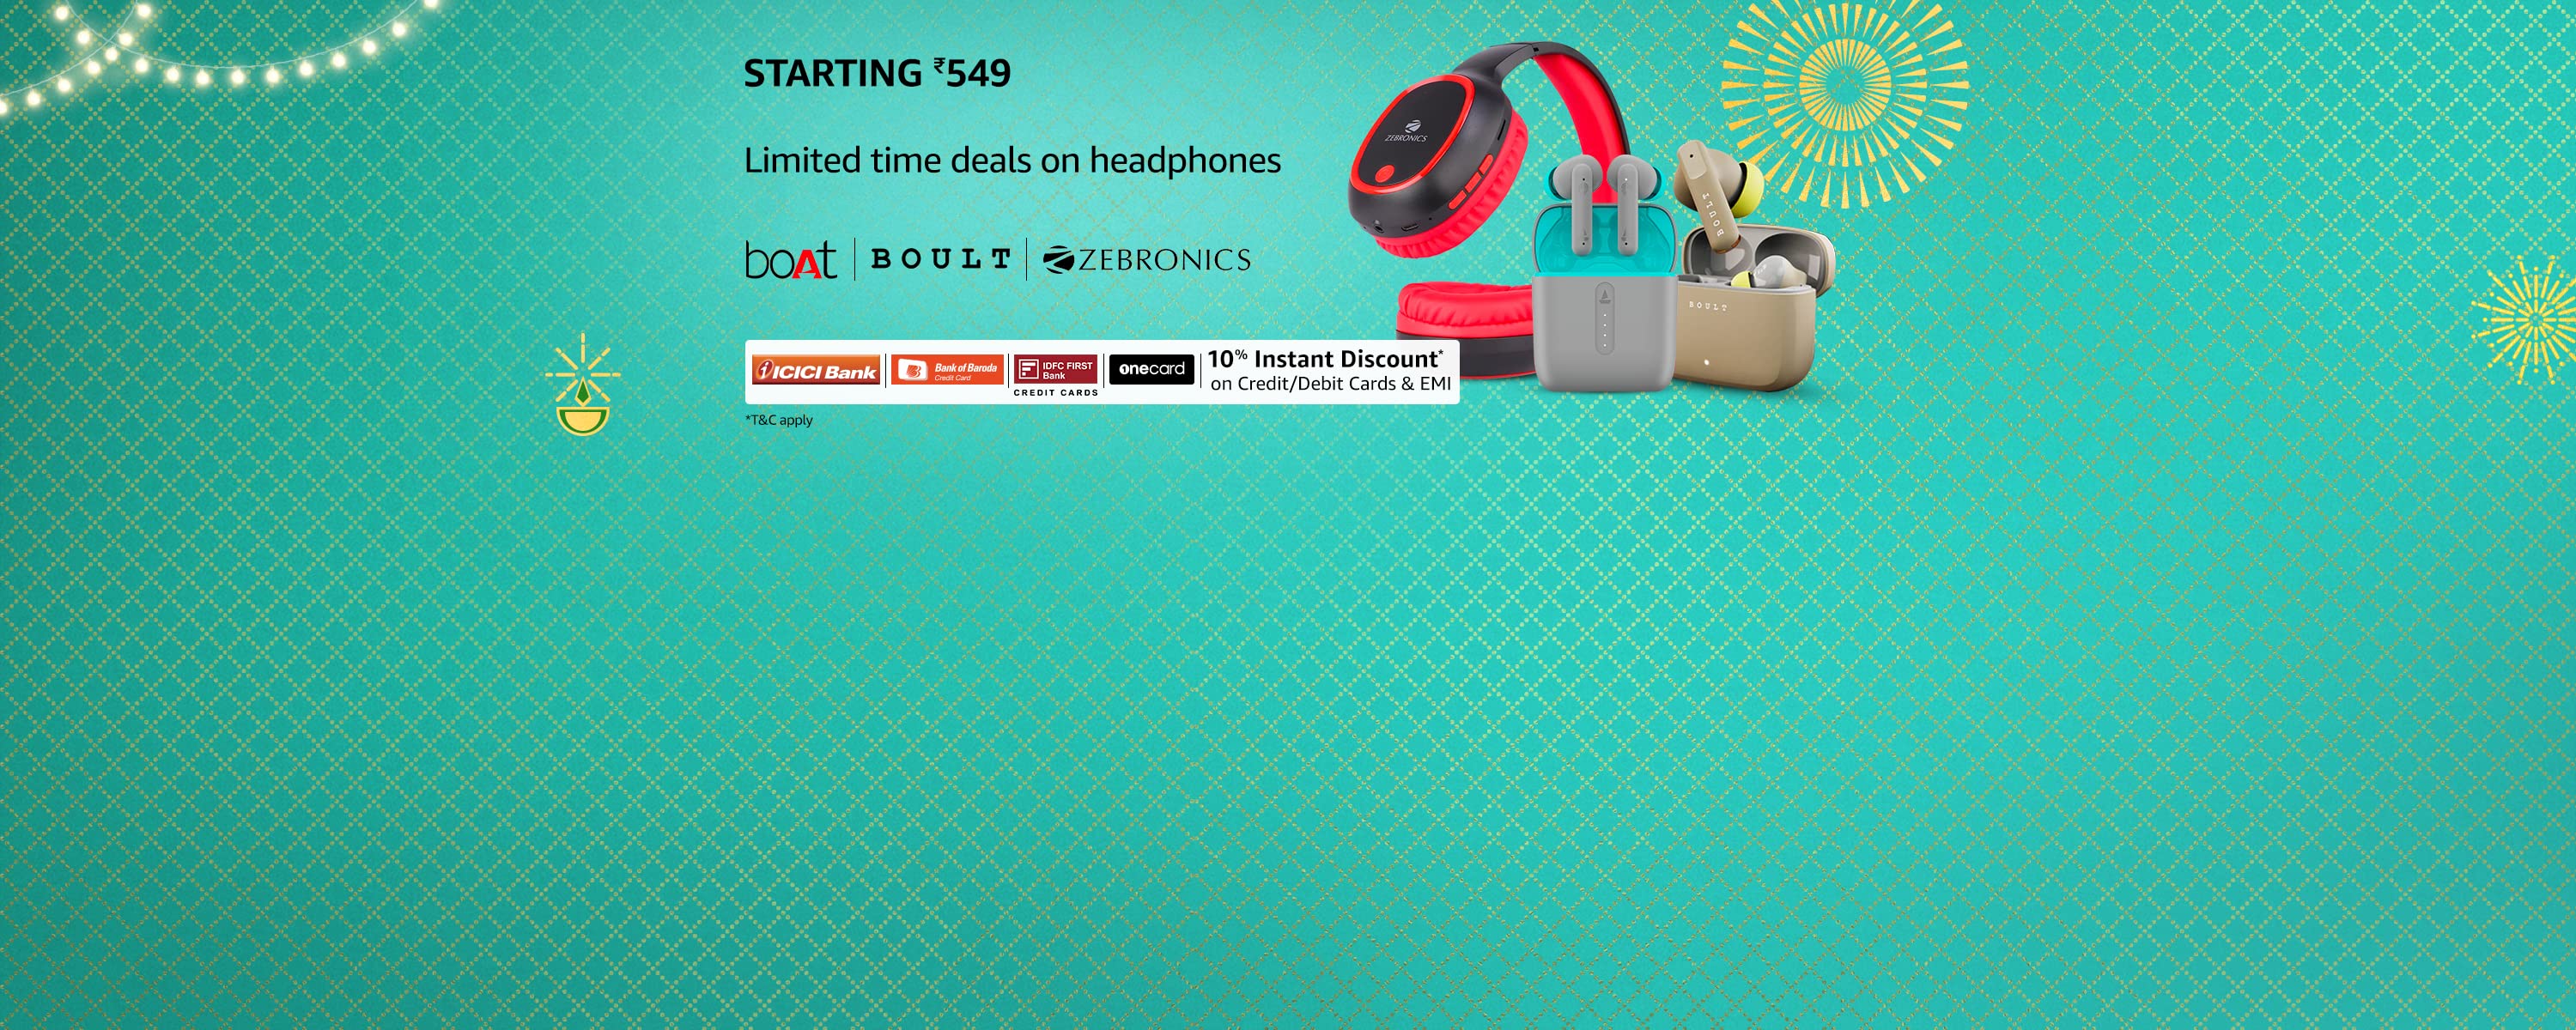 STARTING ₹549
Limited time deals on headphones
boAt
BOULT
ZEBRONICS
ICICI Bank
Bank of Baroda
Credit Card
IDFC FIRST
Bank
CREDIT CARDS
onecard
10% Instant Discount*
on Credit/Debit Cards & EMI
*T&C apply
ZEBRONICS
BOULT
BOULT